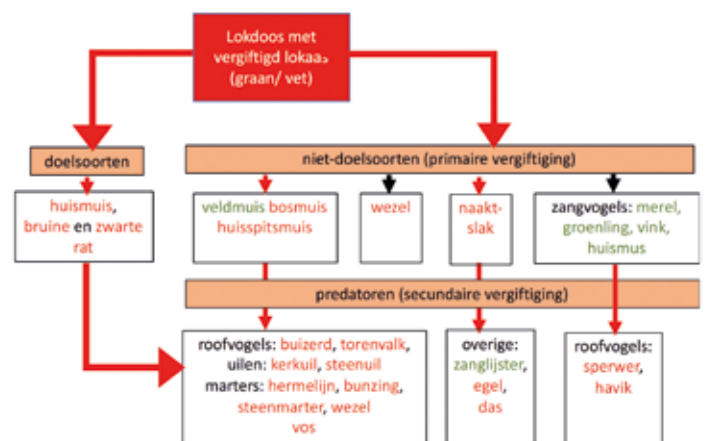 Lokdoos met
vergiftigd lokaas
(graan/ vet)
doelsoorten
niet-doelsoorten (primaire vergiftiging)
huismuis,
bruine en zwarte
rat
veldmuis bosmuis
huisspitsmuis
wezel
naakt-
slak
zangvogels: merel,
groenling, vink,
huismus
predatoren (secundaire vergiftiging)
roofvogels: buizerd, torenvalk,
uilen: kerkuil, steenuil
marters: hermelijn, bunzing,
steenmarter, wezel
vos
overige:
zanglijster,
egel,
das
roofvogels:
sperwer,
havik